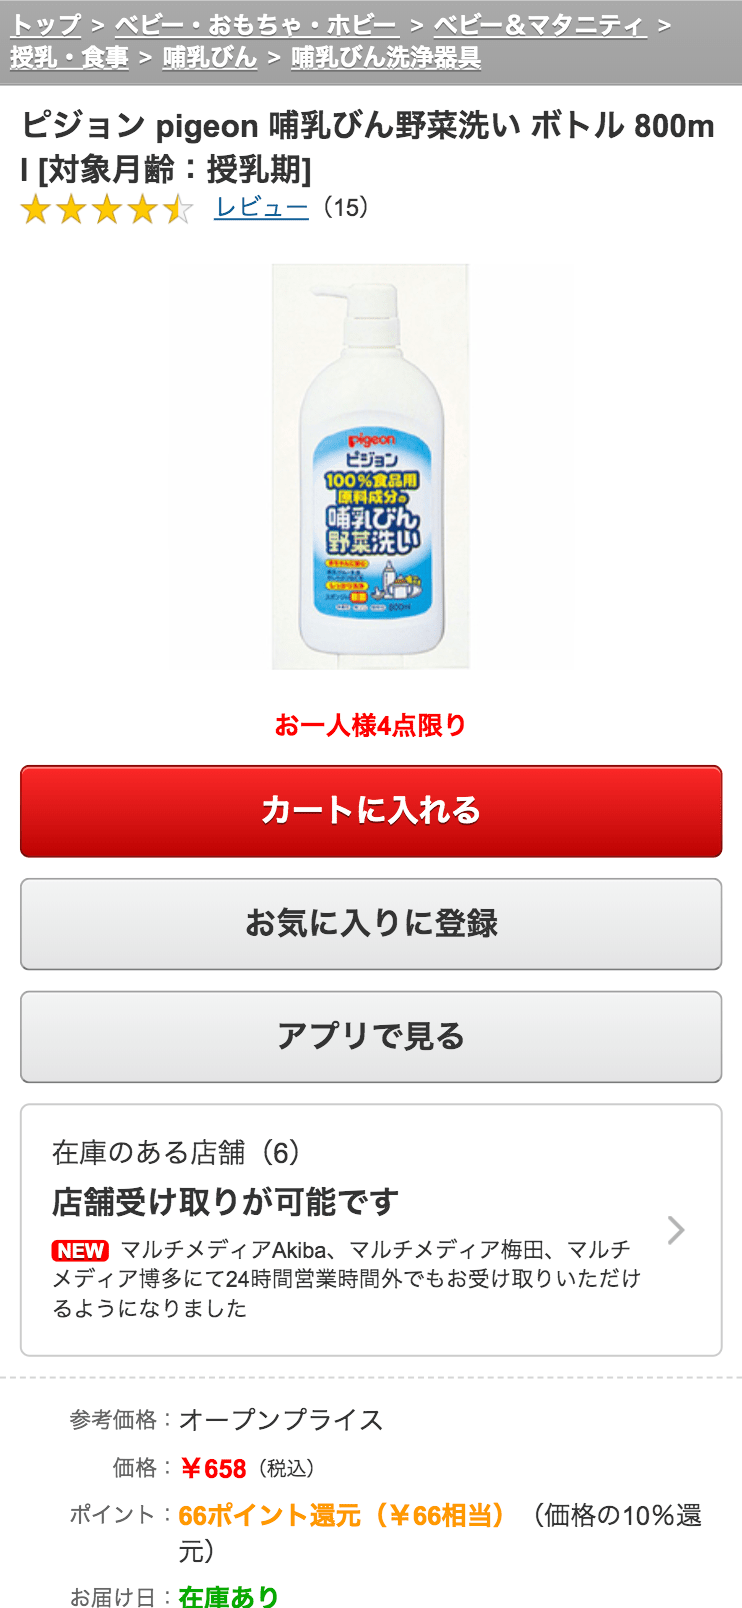 トップ > ベビー・おもちゃ・ホビー > ベビー&マタニティ >
授乳・食事 > 哺乳びん > 哺乳びん洗浄器具
ピジョン pigeon 哺乳びん野菜洗い ボトル 800m
l [対象月齢：授乳期]
レビュー（15）
pigeon
ピジョン
100%食品用
原料成分の
哺乳びん
野菜洗い
800ml
お一人様4点限り
カートに入れる
お気に入りに登録
アプリで見る
在庫のある店舗（6）
店舗受け取りが可能です
NEW マルチメディアAkiba、マルチメディア梅田、マルチ
メディア博多にて24時間営業時間外でもお受け取りいただけ
るようになりました
参考価格：オープンプライス
価格：￥658（税込）
ポイント：66ポイント還元（￥66相当）（価格の10％還
元）
お届け日：在庫あり